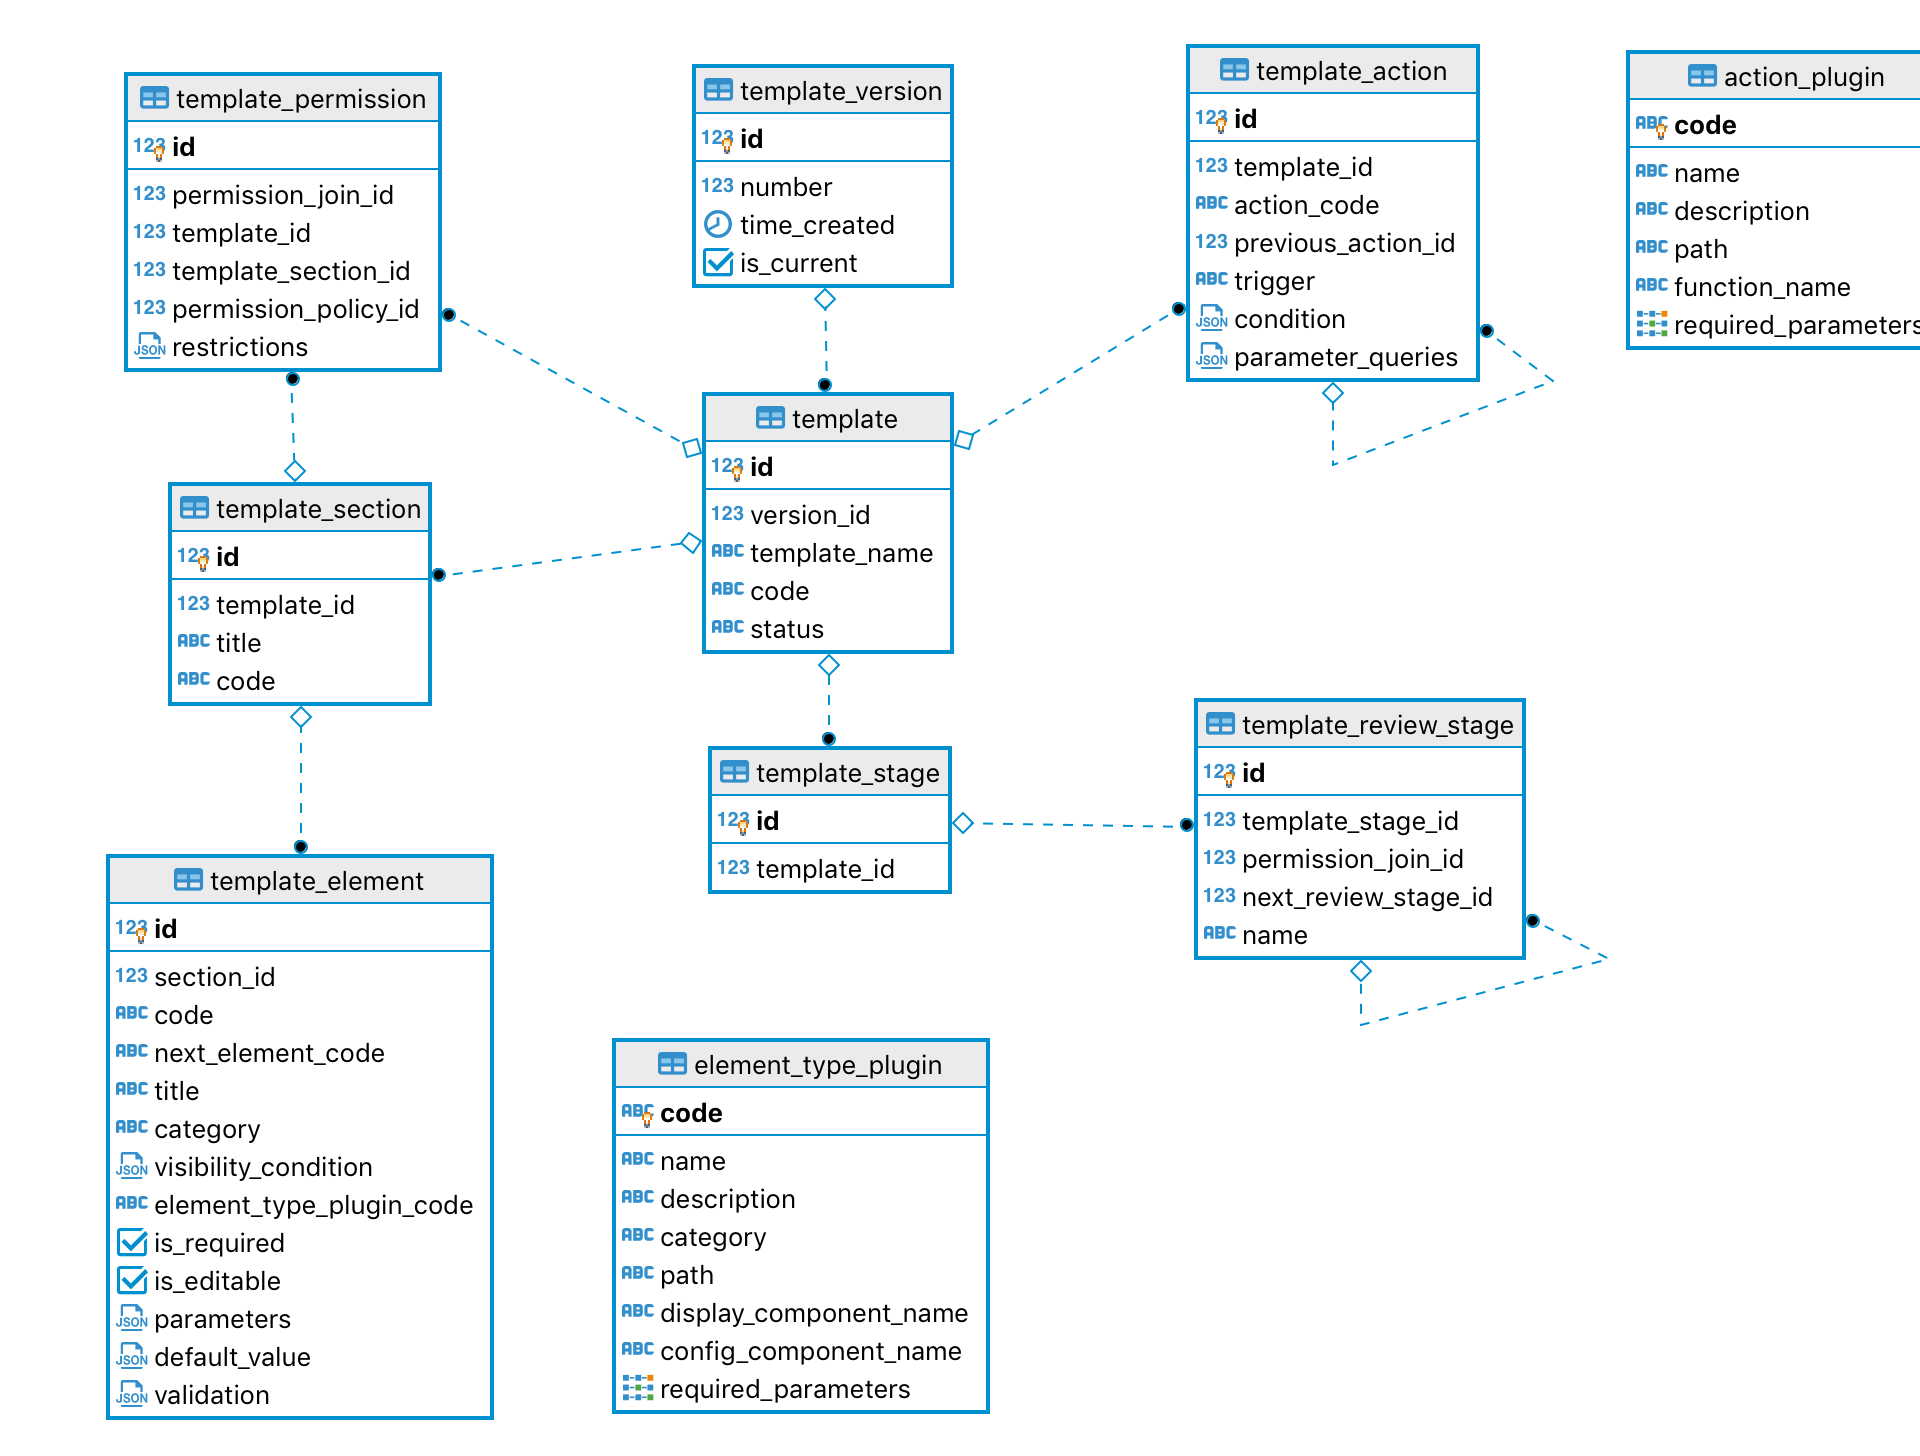 template_permission
123 id
123 permission_join_id
123 template_id
123 template_section_id
123 permission_policy_id
JSON restrictions
template_version
123 id
123 number
time_created
is_current
template_action
123 id
123 template_id
ABC action_code
123 previous_action_id
ABC trigger
JSON condition
JSON parameter_queries
action_plugin
ABC code
ABC name
ABC description
ABC path
ABC function_name
required_parameters
template_section
123 id
123 template_id
ABC title
ABC code
template
123 id
123 version_id
ABC template_name
ABC code
ABC status
template_stage
123 id
123 template_id
template_review_stage
123 id
123 template_stage_id
123 permission_join_id
123 next_review_stage_id
ABC name
template_element
123 id
123 section_id
ABC code
ABC next_element_code
ABC title
ABC category
JSON visibility_condition
ABC element_type_plugin_code
is_required
is_editable
JSON parameters
JSON default_value
JSON validation
element_type_plugin
ABC code
ABC name
ABC description
ABC category
ABC path
ABC display_component_name
ABC config_component_name
required_parameters